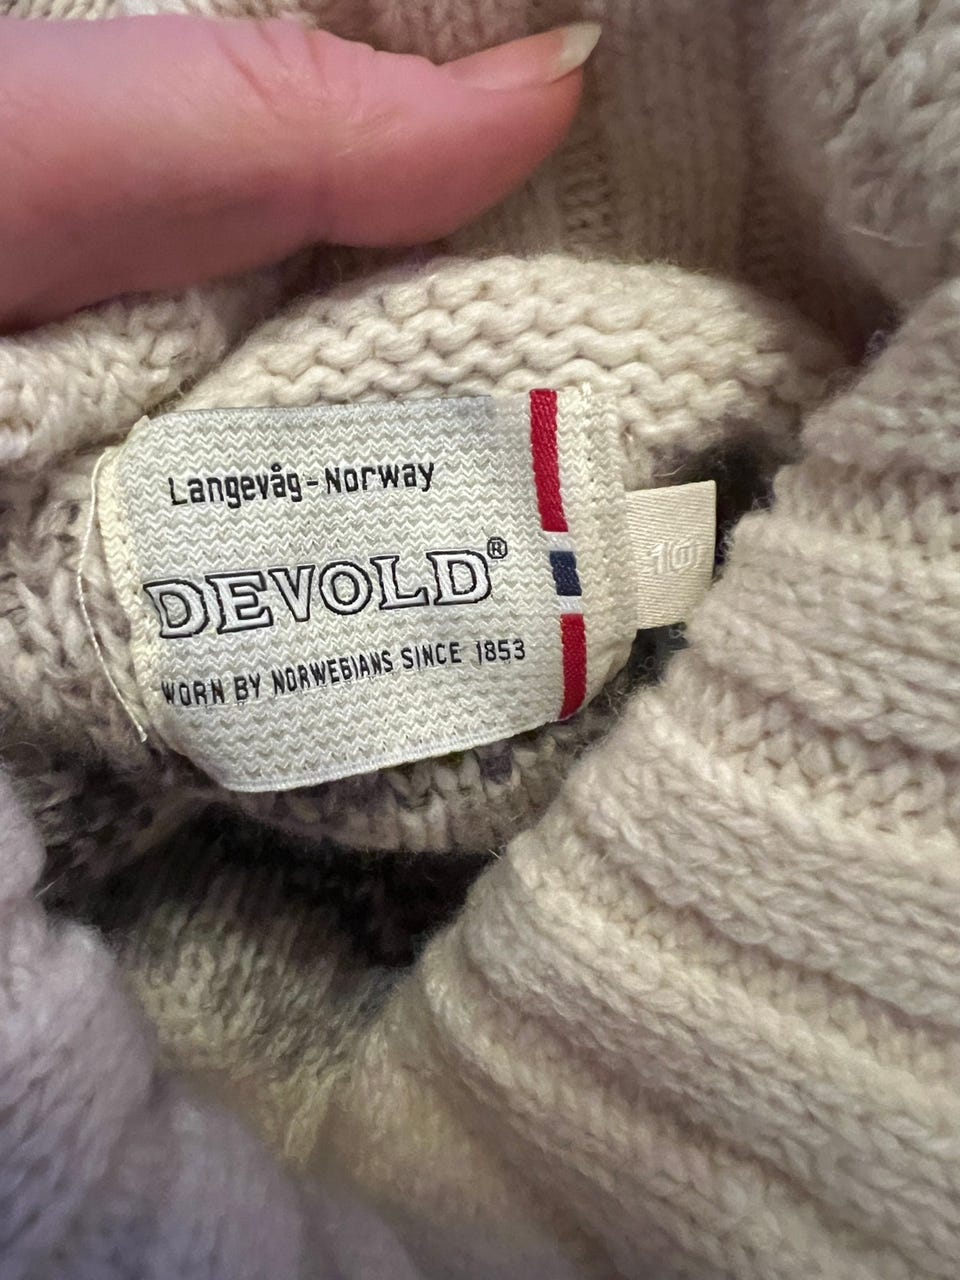 Langevåg-Norway
DEVOLD®
WORN BY NORWEGIANS SINCE 1853